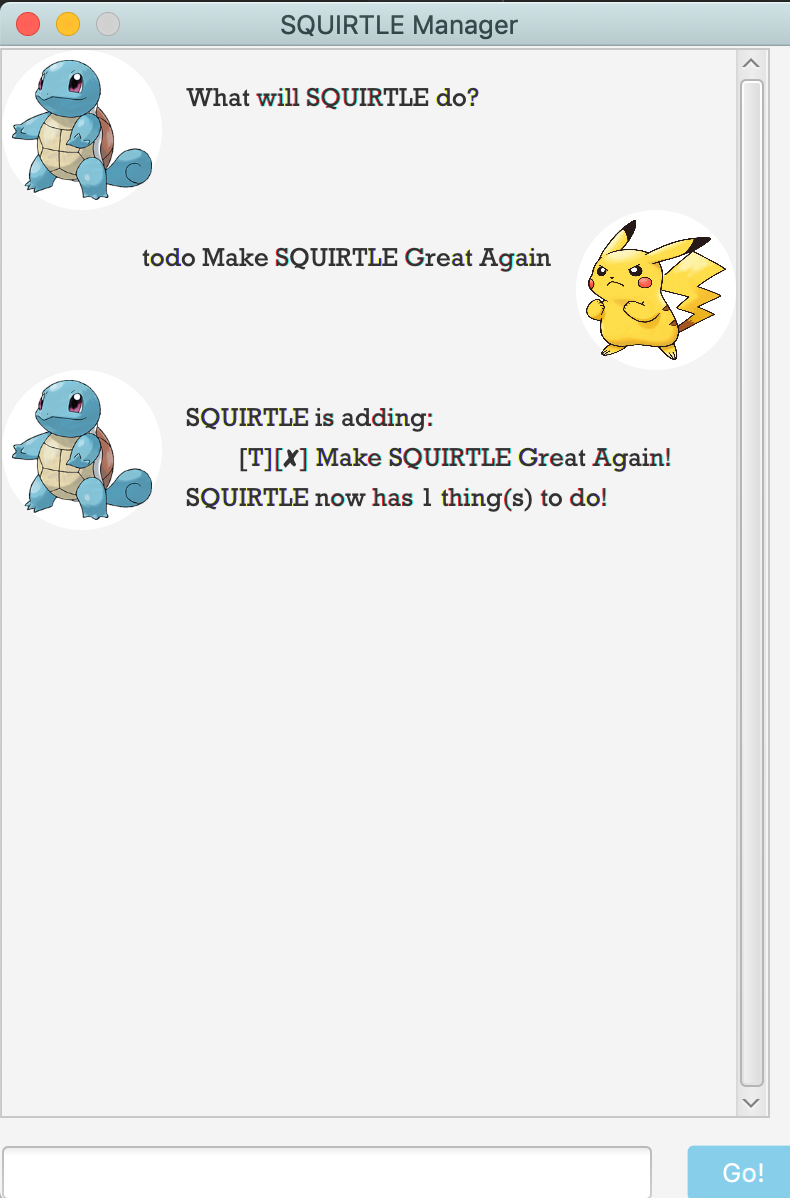 SQUIRTLE Manager
What will SQUIRTLE do?
todo Make SQUIRTLE Great Again
SQUIRTLE is adding:
[T][✘] Make SQUIRTLE Great Again!
SQUIRTLE now has 1 thing(s) to do!
Go!